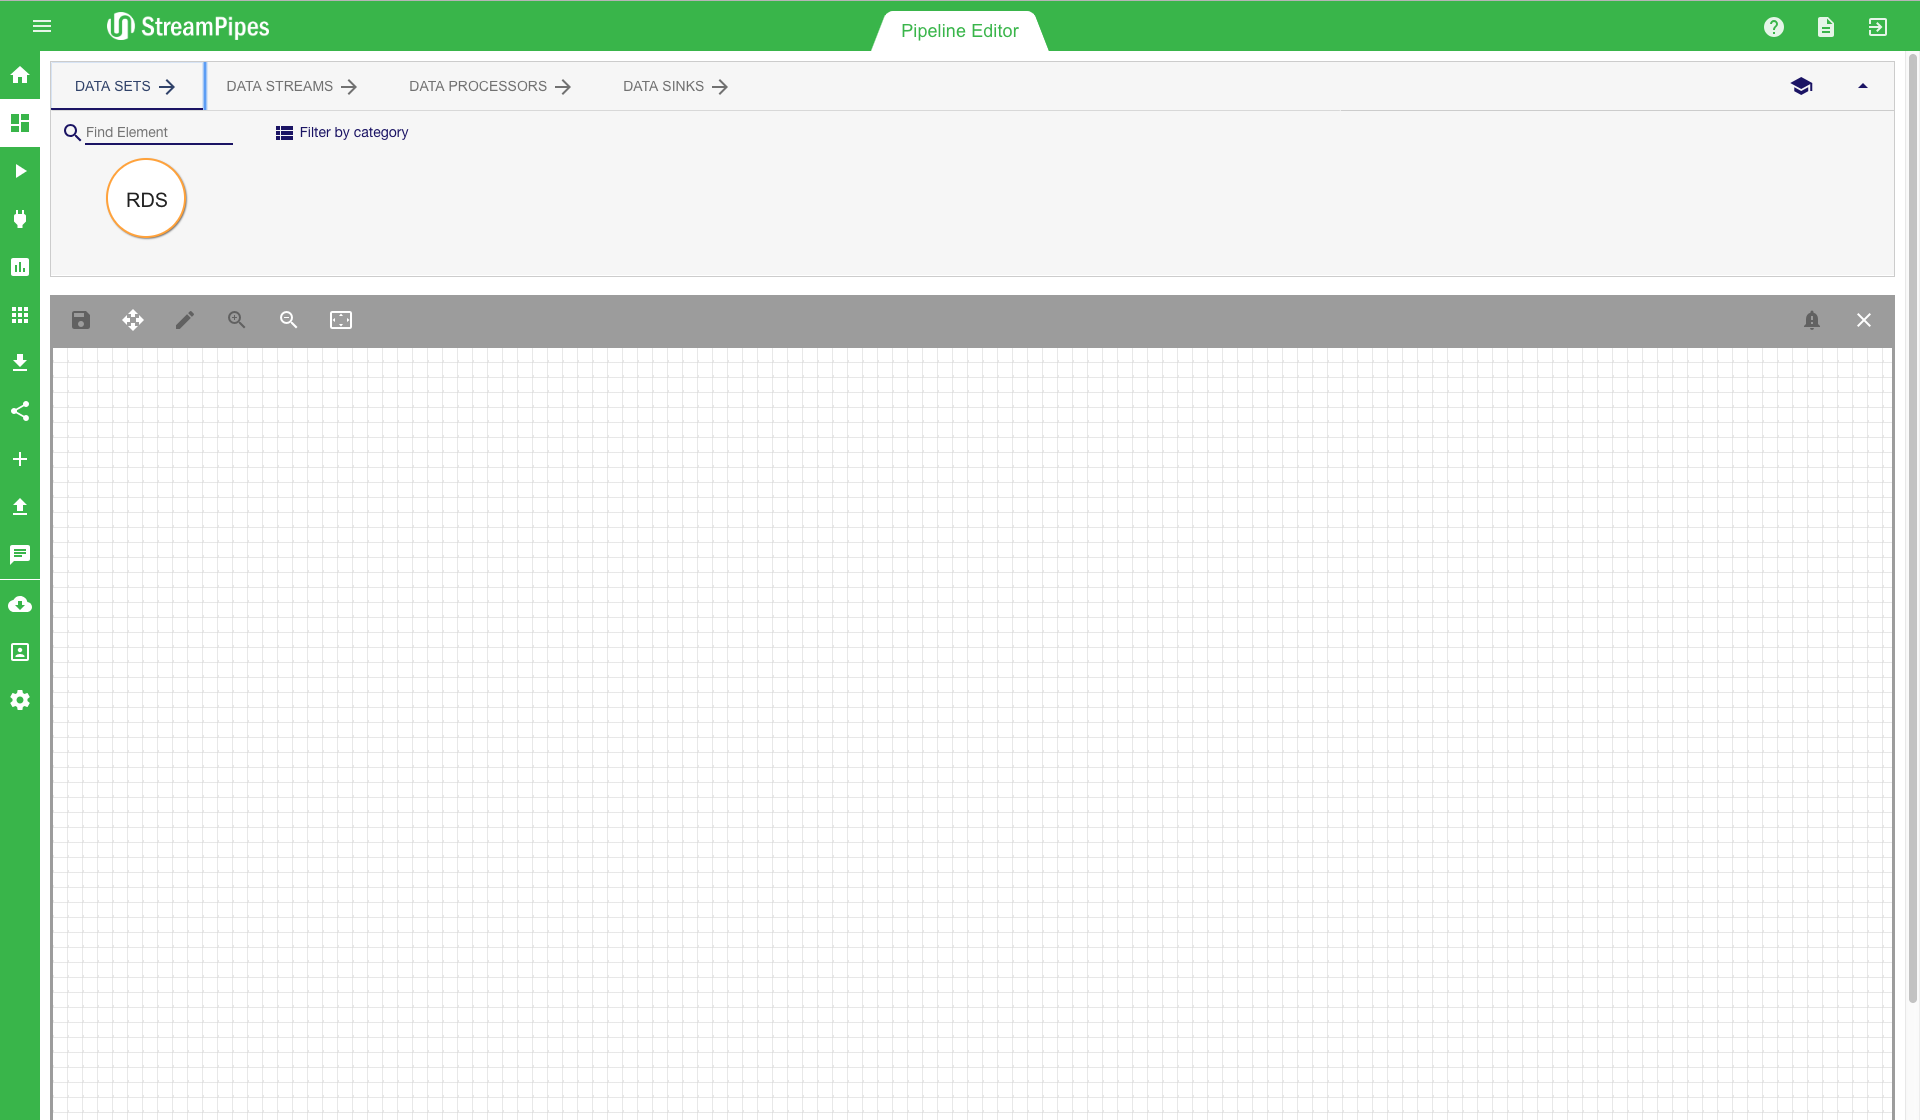 StreamPipes
Pipeline Editor
DATA SETS
DATA STREAMS
DATA PROCESSORS
DATA SINKS
Find Element
Filter by category
RDS